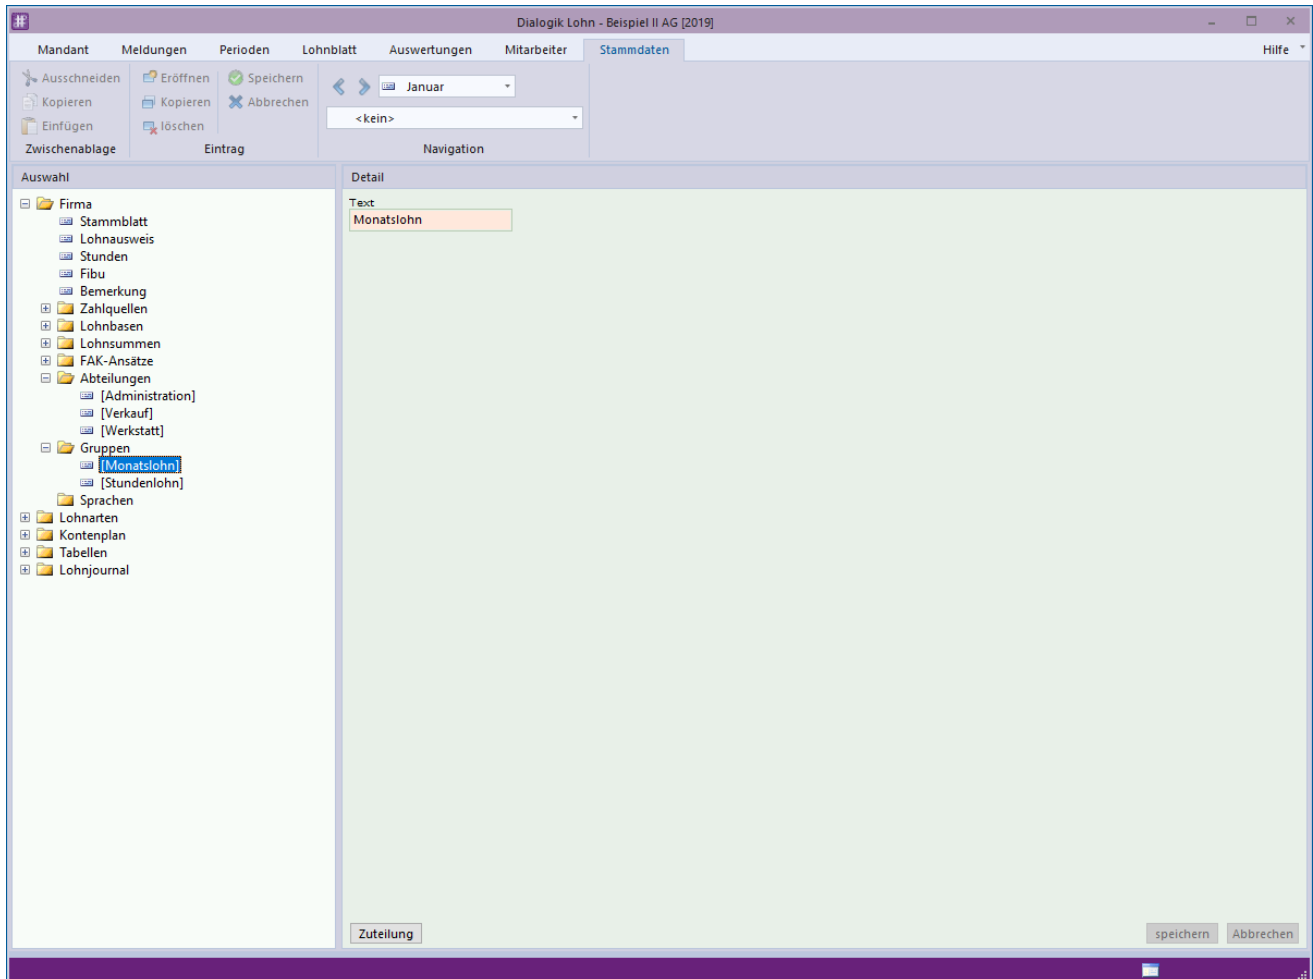 Dialogik Lohn - Beispiel II AG [2019]
Mandant Meldungen Perioden Lohnblatt Auswertungen Mitarbeiter Stammdaten Hilfe
Ausschneiden Eröffnen Speichern
Januar
Kopieren Kopieren Abbrechen
<kein>
Einfügen löschen
Zwischenablage Eintrag Navigation
Auswahl
Firma
Stammblatt
Lohnausweis
Stunden
Fibu
Bemerkung
Zahlquellen
Lohnbasen
Lohnsummen
FAK-Ansätze
Abteilungen
[Administration]
[Verkauf]
[Werkstatt]
Gruppen
[Monatslohn]
[Stundenlohn]
Sprachen
Lohnarten
Kontenplan
Tabellen
Lohnjournal
Detail
Text
Monatslohn
Zuteilung speichern Abbrechen